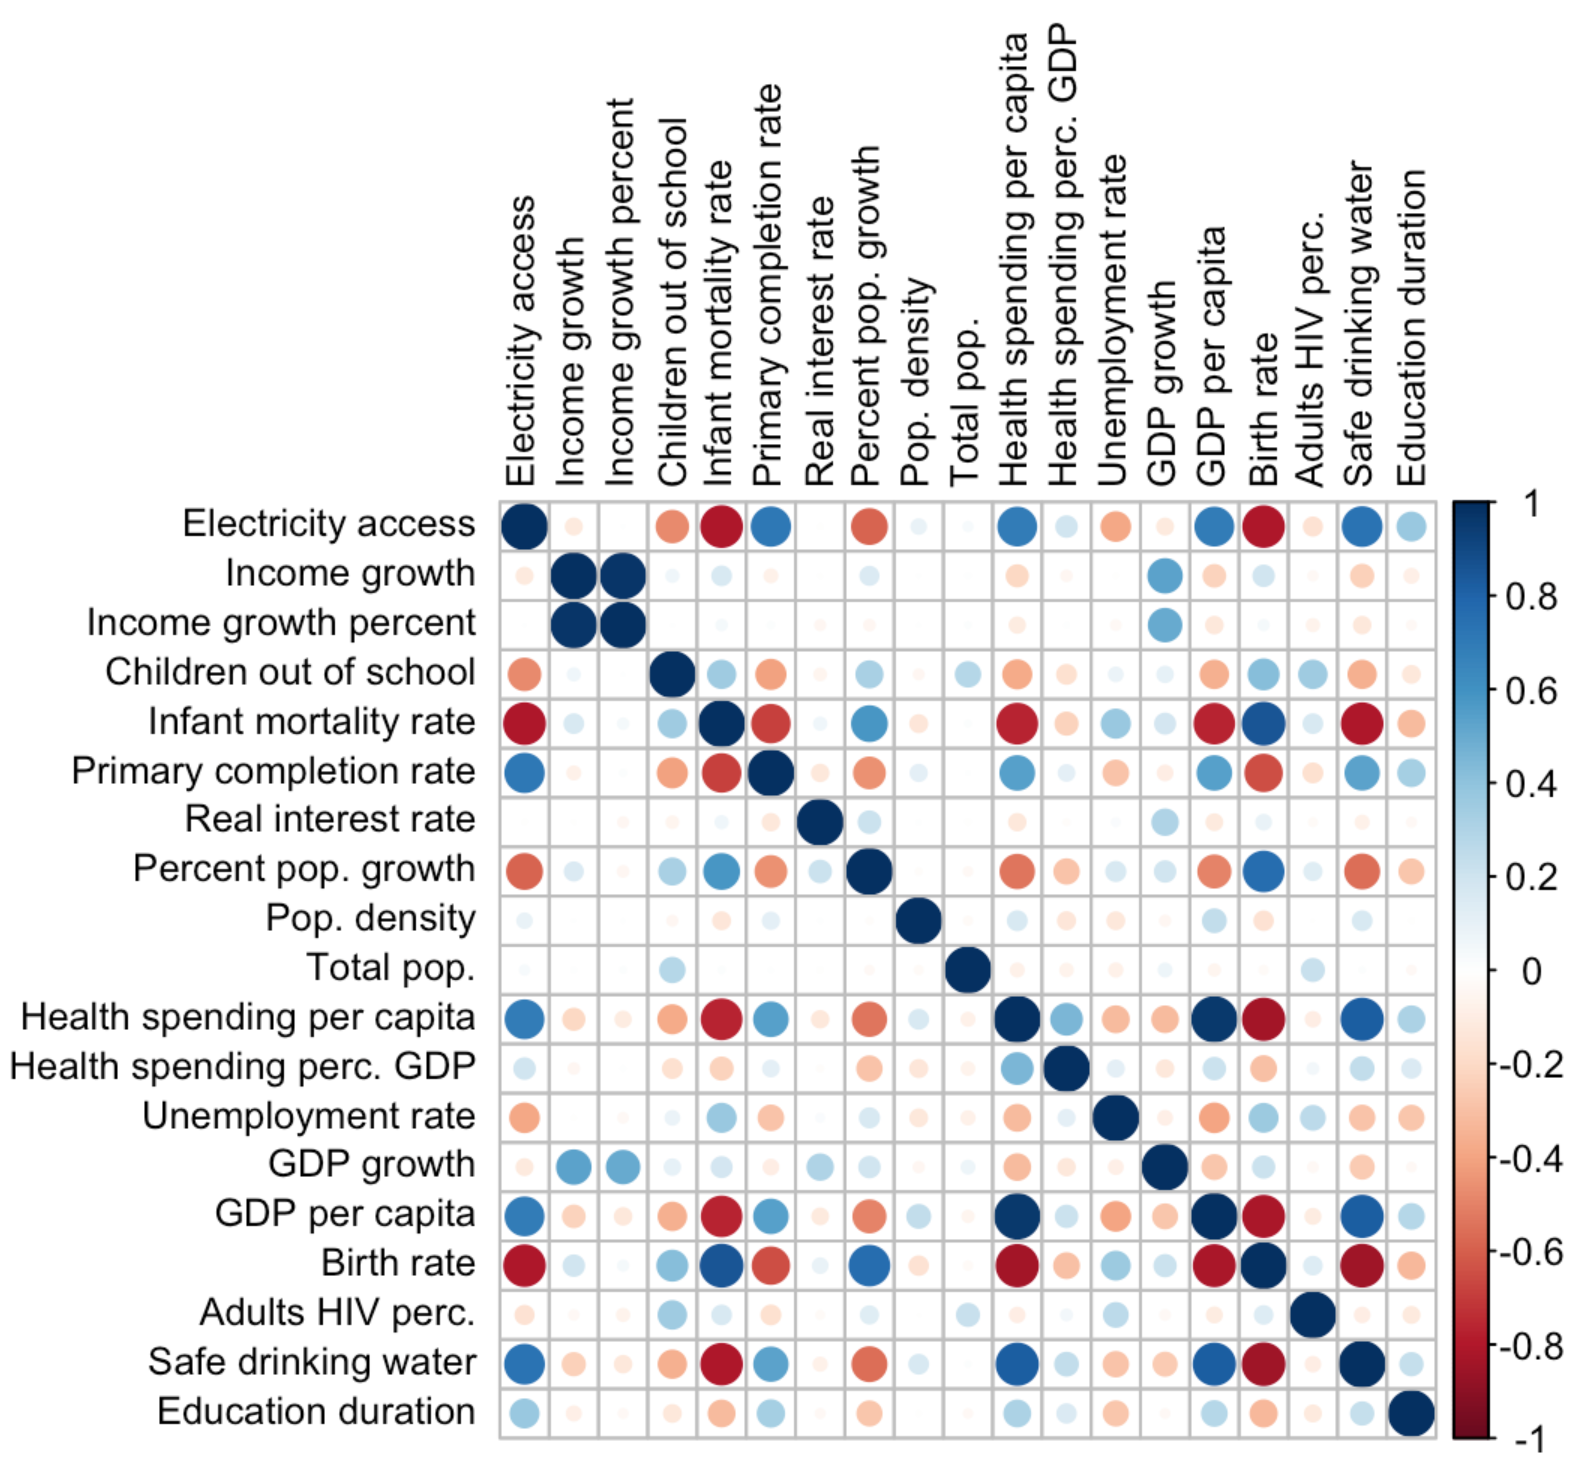 Electricity access
Income growth
Income growth percent
Children out of school
Infant mortality rate
Primary completion rate
Real interest rate
Percent pop. growth
Pop. density
Total pop.
Health spending per capita
Health spending perc. GDP
Unemployment rate
GDP growth
GDP per capita
Birth rate
Adults HIV perc.
Safe drinking water
Education duration
Electricity access
Income growth
Income growth percent
Children out of school
Infant mortality rate
Primary completion rate
Real interest rate
Percent pop. growth
Pop. density
Total pop.
Health spending per capita
Health spending perc. GDP
Unemployment rate
GDP growth
GDP per capita
Birth rate
Adults HIV perc.
Safe drinking water
Education duration
1
0.8
0.6
0.4
0.2
0
-0.2
-0.4
-0.6
-0.8
-1